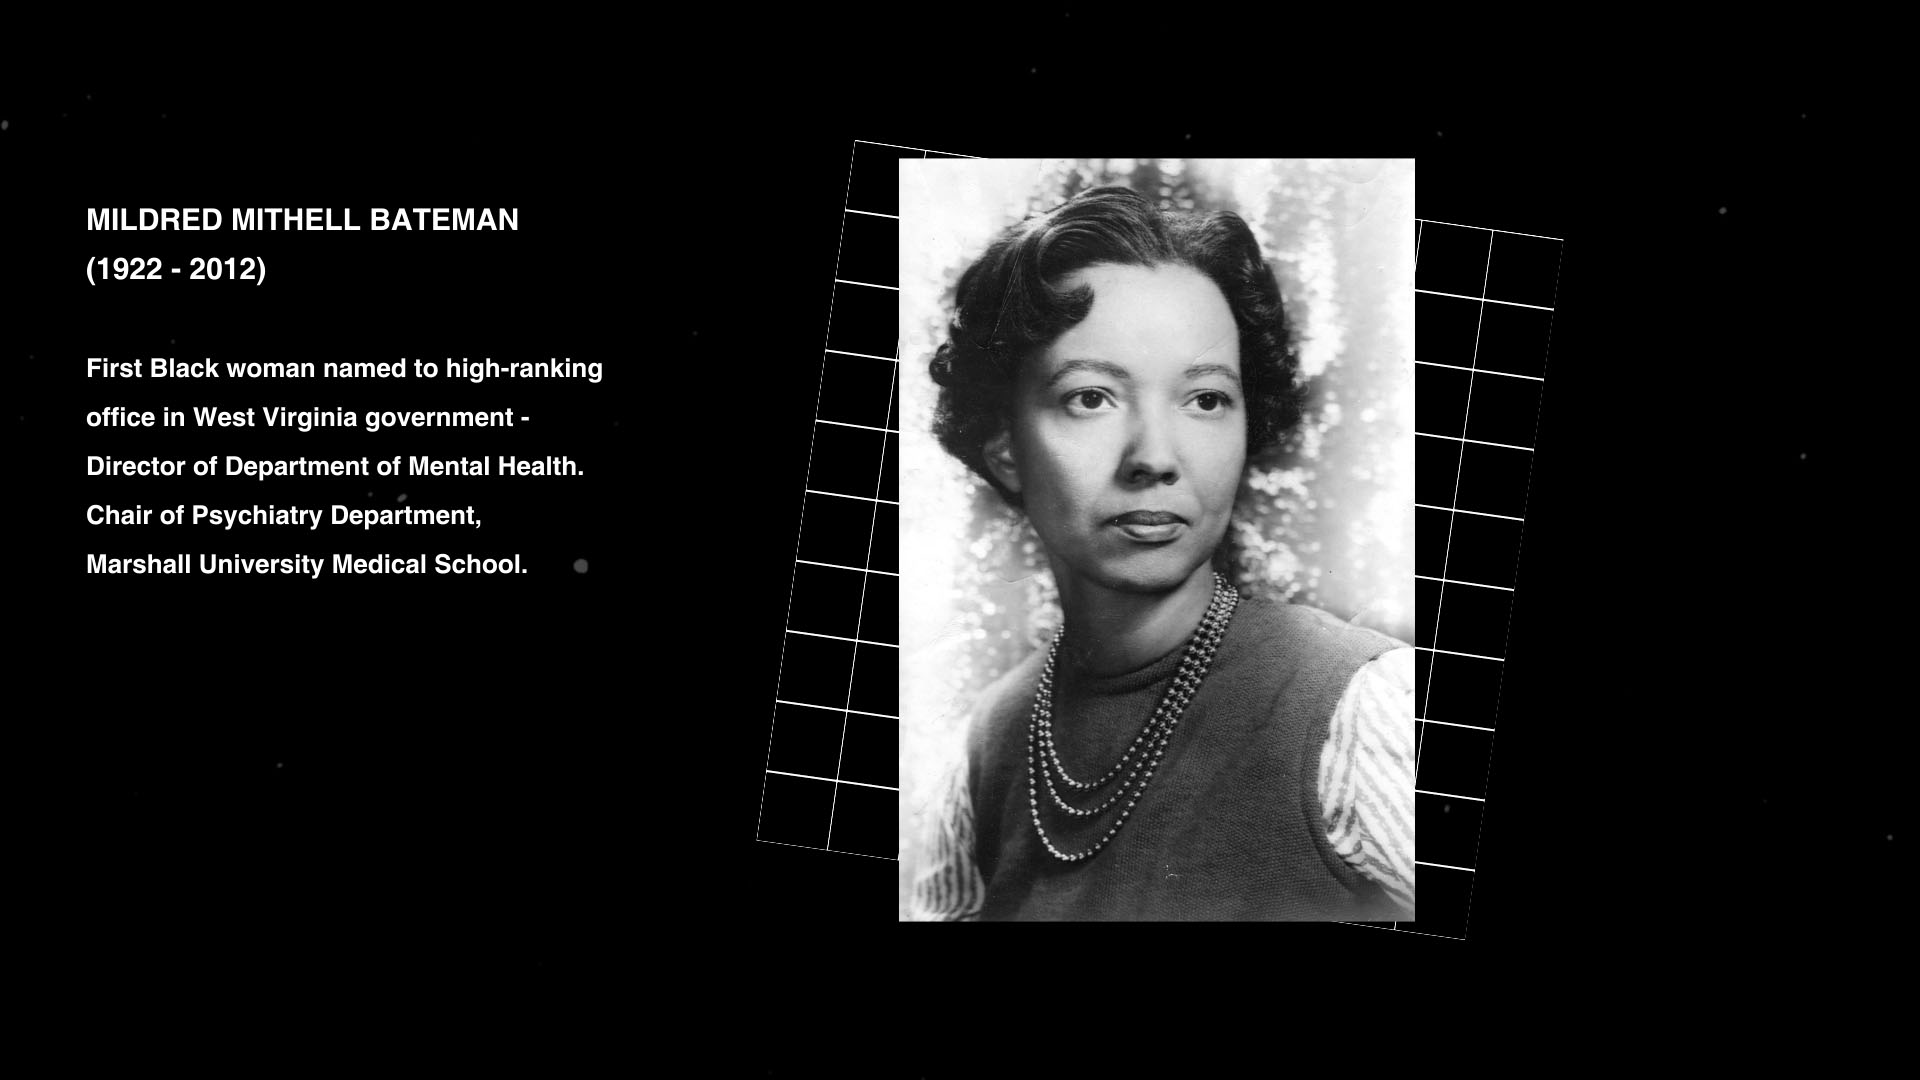 MILDRED MITHELL BATEMAN
(1922 - 2012)
First Black woman named to high-ranking
office in West Virginia government -
Director of Department of Mental Health.
Chair of Psychiatry Department,
Marshall University Medical School.